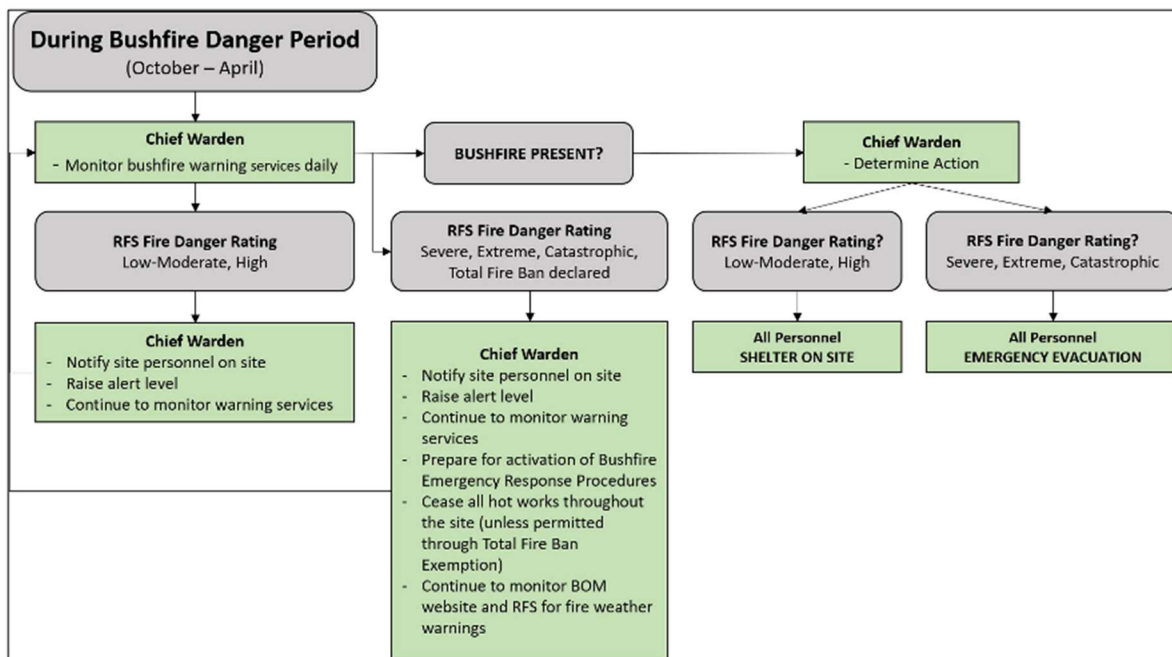 During Bushfire Danger Period
(October – April)
Chief Warden
- Monitor bushfire warning services daily
BUSHFIRE PRESENT?
Chief Warden
- Determine Action
RFS Fire Danger Rating
Low-Moderate, High
RFS Fire Danger Rating
Severe, Extreme, Catastrophic,
Total Fire Ban declared
RFS Fire Danger Rating?
Low-Moderate, High
RFS Fire Danger Rating?
Severe, Extreme, Catastrophic
Chief Warden
- Notify site personnel on site
- Raise alert level
- Continue to monitor warning services
Chief Warden
- Notify site personnel on site
- Raise alert level
- Continue to monitor warning
services
- Prepare for activation of Bushfire
Emergency Response Procedures
- Cease all hot works throughout
the site (unless permitted
through Total Fire Ban
Exemption)
- Continue to monitor BOM
website and RFS for fire weather
warnings
All Personnel
SHELTER ON SITE
All Personnel
EMERGENCY EVACUATION